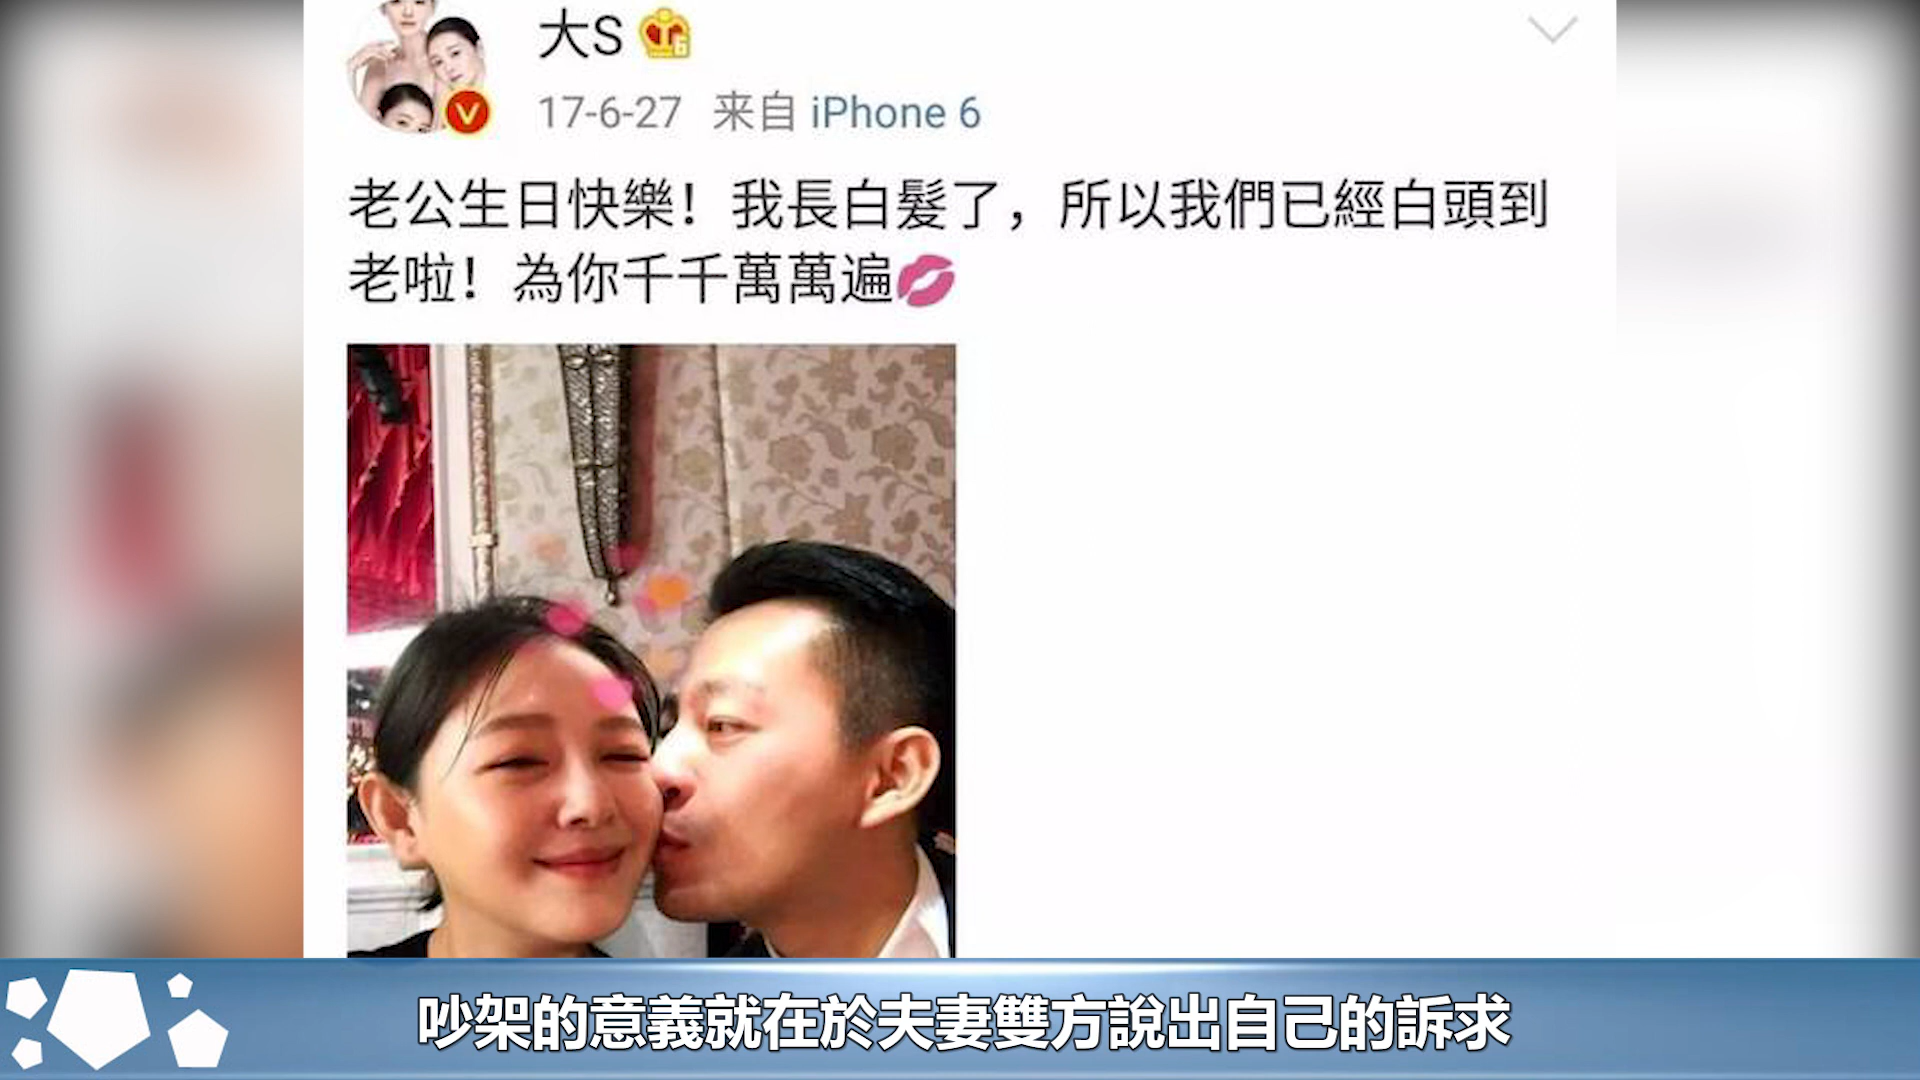 大S
17-6-27 来自 iPhone 6
老公生日快樂！我長白髮了，所以我們已經白頭到
老啦！為你千千萬萬遍
吵架的意義就在於夫妻雙方說出自己的訴求